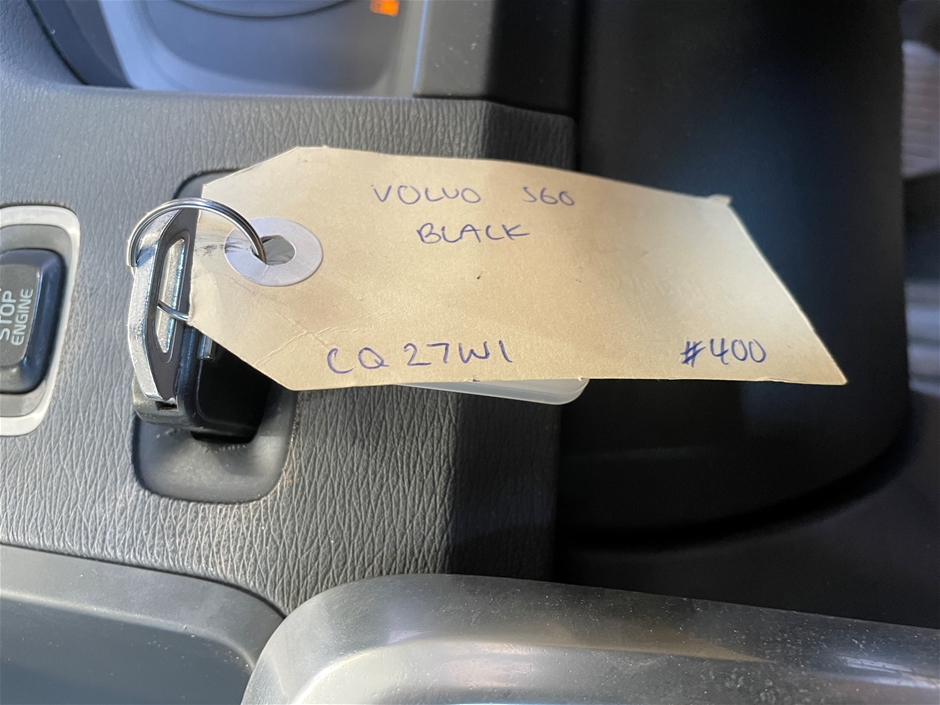 VOLVO S60
BLACK
CQ27WI #400
STOP
ENGINE